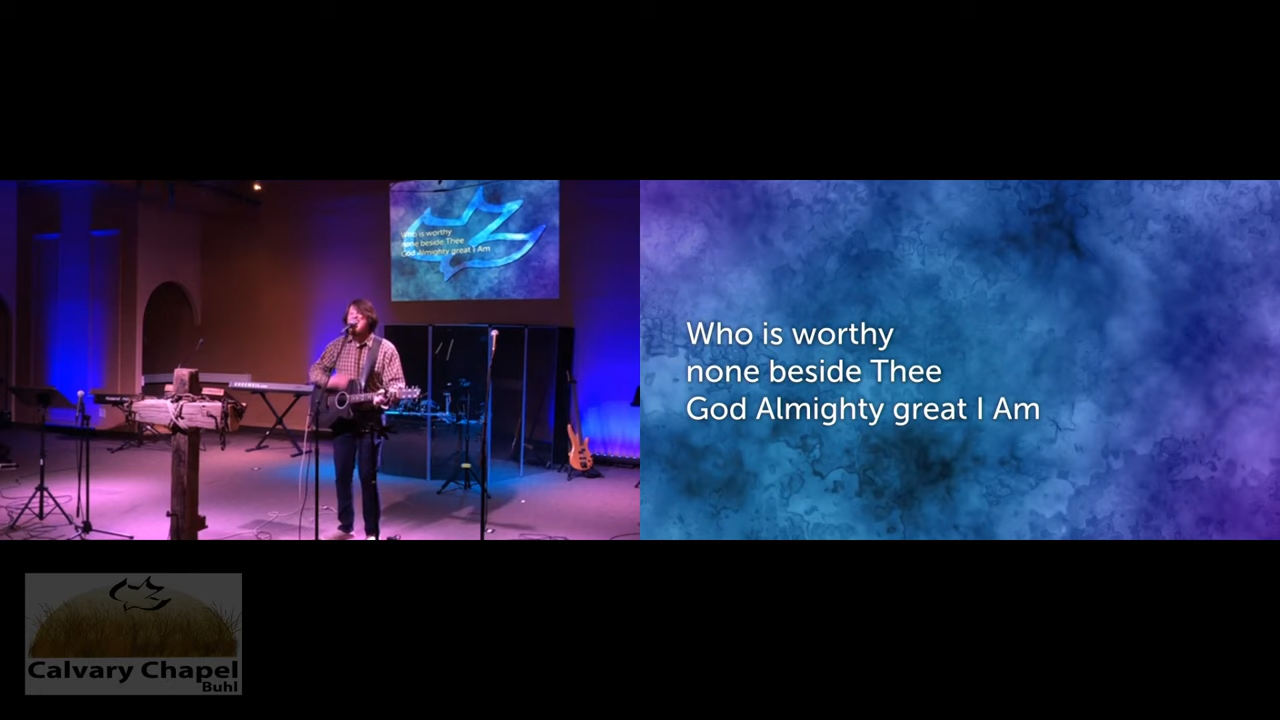 Who is worthy
none beside Thee
God Almighty great I Am
Who is worthy
none beside Thee
God Almighty great I Am
Calvary Chapel
Buhl